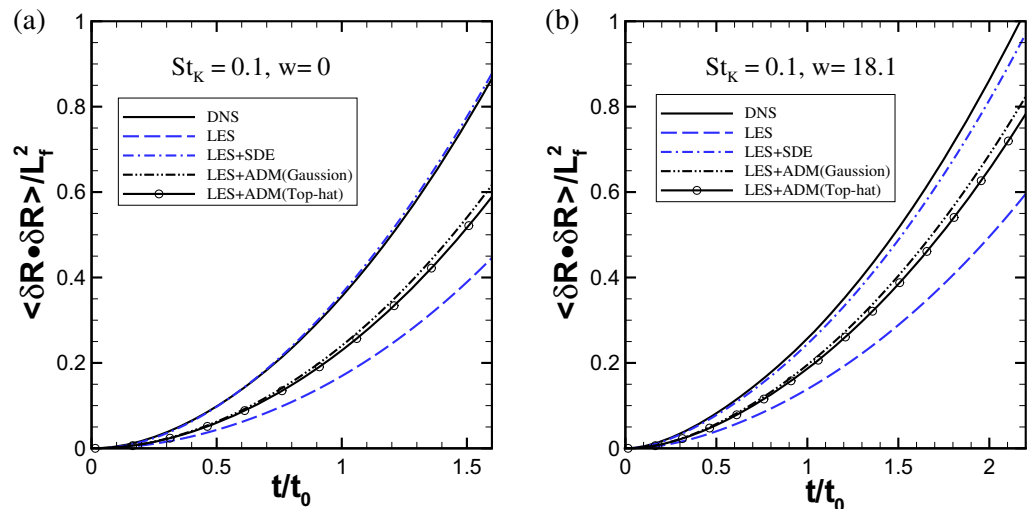 (a)
1
0.8
0.6
0.4
0.2
0
<δR•δR>/L_f^2
St_K = 0.1, w= 0
DNS
LES
LES+SDE
LES+ADM(Gaussion)
LES+ADM(Top-hat)
0 0.5 1 1.5
t/t_0
(b)
1
0.8
0.6
0.4
0.2
0
<δR•δR>/L_f^2
St_K = 0.1, w= 18.1
DNS
LES
LES+SDE
LES+ADM(Gaussion)
LES+ADM(Top-hat)
0 0.5 1 1.5 2
t/t_0